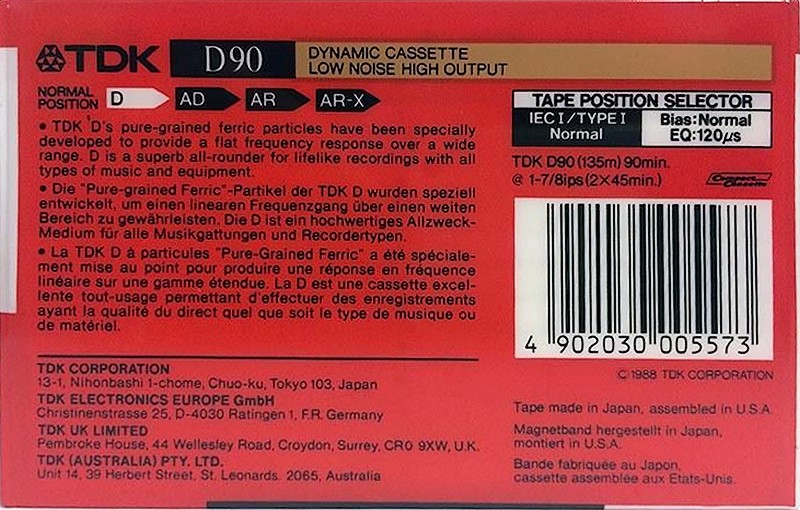 TDK D90 DYNAMIC CASSETTE
LOW NOISE HIGH OUTPUT
NORMAL
POSITION D AD AR AR-X
• TDK D's pure-grained ferric particles have been specially
developed to provide a flat frequency response over a wide
range. D is a superb all-rounder for lifelike recordings with all
types of music and equipment.
• Die "Pure-grained Ferric"-Partikel der TDK D wurden speziell
entwickelt, um einen linearen Frequenzgang über einen weiten
Bereich zu gewährleisten. Die D ist ein hochwertiges Allzweck-
Medium für alle Musikgattungen und Recordertypen.
• La TDK D à particules "Pure-Grained Ferric" a été spéciale-
ment mise au point pour produire une réponse en fréquence
linéaire sur une gamme étendue. La D est une cassette excel-
lente tout-usage permettant d'effectuer des enregistrements
ayant la qualité du direct quel que soit le type de musique ou
de matériel.
TDK CORPORATION
13-1, Nihonbashi 1-chome, Chuo-ku, Tokyo 103, Japan
TDK ELECTRONICS EUROPE GmbH
Christinenstrasse 25, D-4030 Ratingen 1, F.R. Germany
TDK UK LIMITED
Pembroke House, 44 Wellesley Road, Croydon, Surrey, CR0 9XW, U.K.
TDK (AUSTRALIA) PTY. LTD.
Unit 14, 39 Herbert Street, St. Leonards. 2065, Australia
TAPE POSITION SELECTOR
IEC I/TYPE I
Normal
Bias:Normal
EQ:120µs
TDK D90 (135m) 90min.
@ 1-7/8ips (2×45min.)
Compact Cassette
4 902030 005573
© 1988 TDK CORPORATION
Tape made in Japan, assembled in U.S.A.
Magnetband hergestellt in Japan,
montiert in U.S.A.
Bande fabriquée au Japon,
cassette assemblée aux Etats-Unis.